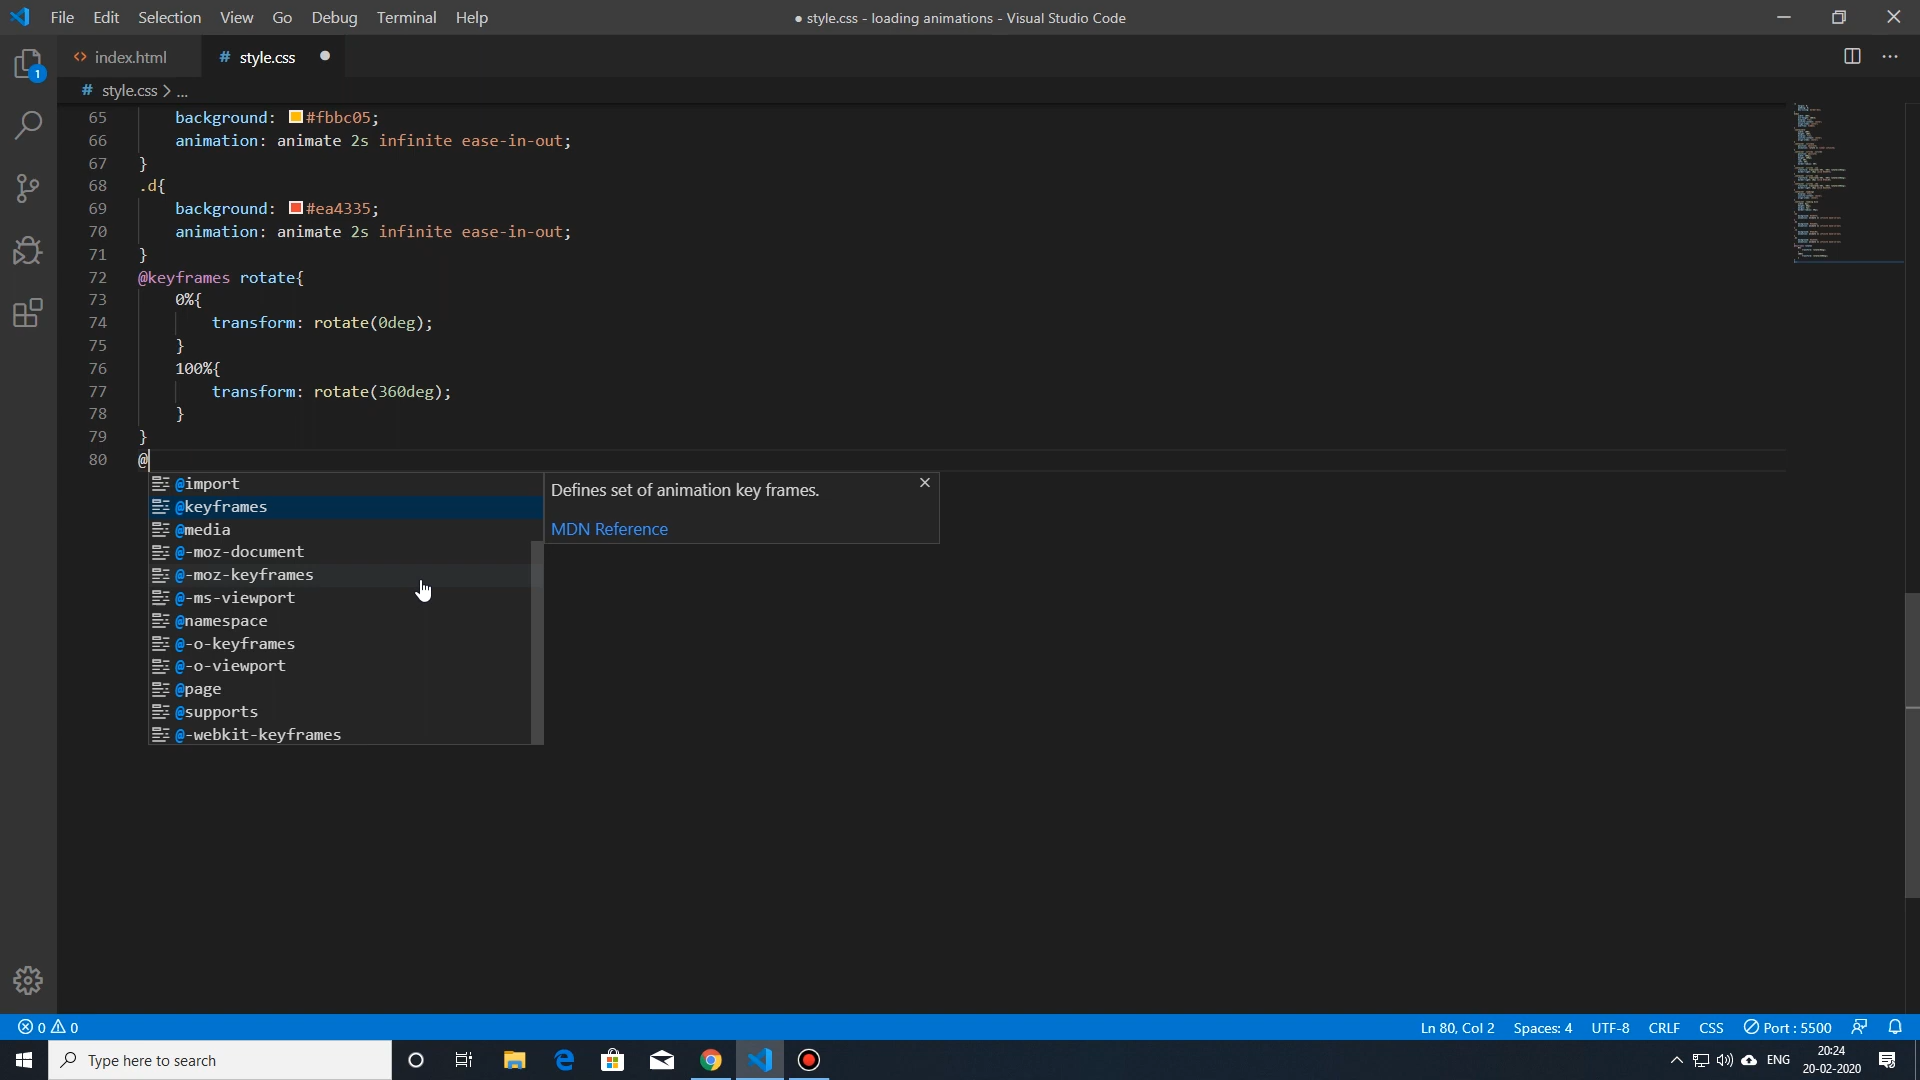 File Edit Selection View Go Debug Terminal Help
● style.css - loading animations - Visual Studio Code
1
<> index.html
# style.css ●
# style.css > ...
65 background: #fbbc05;
66 animation: animate 2s infinite ease-in-out;
67 }
68 .d{
69 background: #ea4335;
70 animation: animate 2s infinite ease-in-out;
71 }
72 @keyframes rotate{
73 0%{
74 transform: rotate(0deg);
75 }
76 100%{
77 transform: rotate(360deg);
78 }
79 }
80 @
@import
@keyframes
@media
@-moz-document
@-moz-keyframes
@-ms-viewport
@namespace
@-o-keyframes
@-o-viewport
@page
@supports
@-webkit-keyframes
Defines set of animation key frames.
MDN Reference
0 0
Ln 80, Col 2 Spaces: 4 UTF-8 CRLF CSS Port : 5500
Type here to search
ENG
20:24
20-02-2020